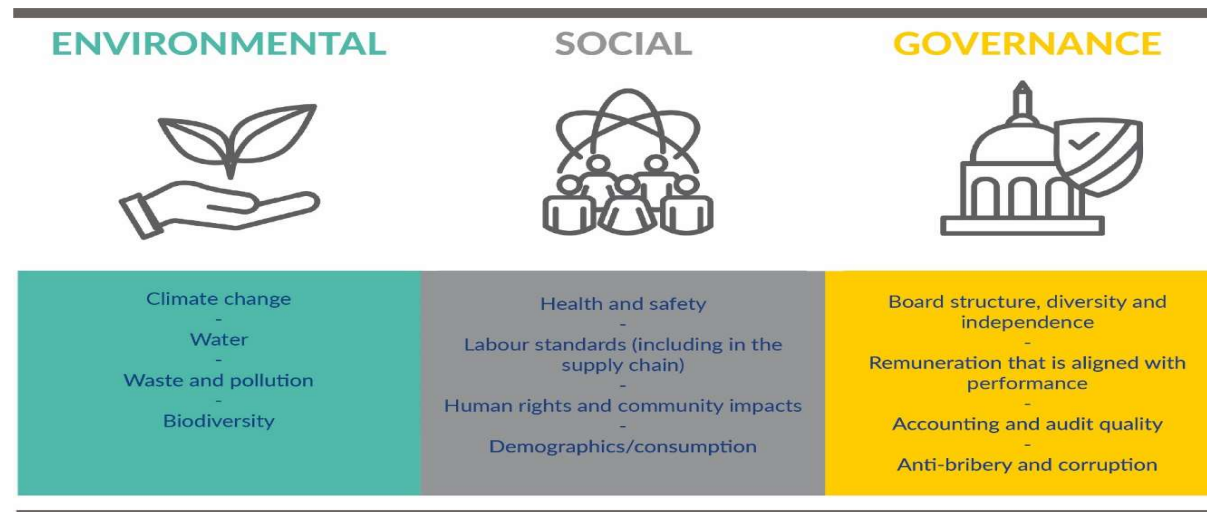 ENVIRONMENTAL
SOCIAL
GOVERNANCE
Climate change
-
Water
-
Waste and pollution
-
Biodiversity
Health and safety
-
Labour standards (including in the
supply chain)
-
Human rights and community impacts
-
Demographics/consumption
Board structure, diversity and
independence
-
Remuneration that is aligned with
performance
-
Accounting and audit quality
-
Anti-bribery and corruption